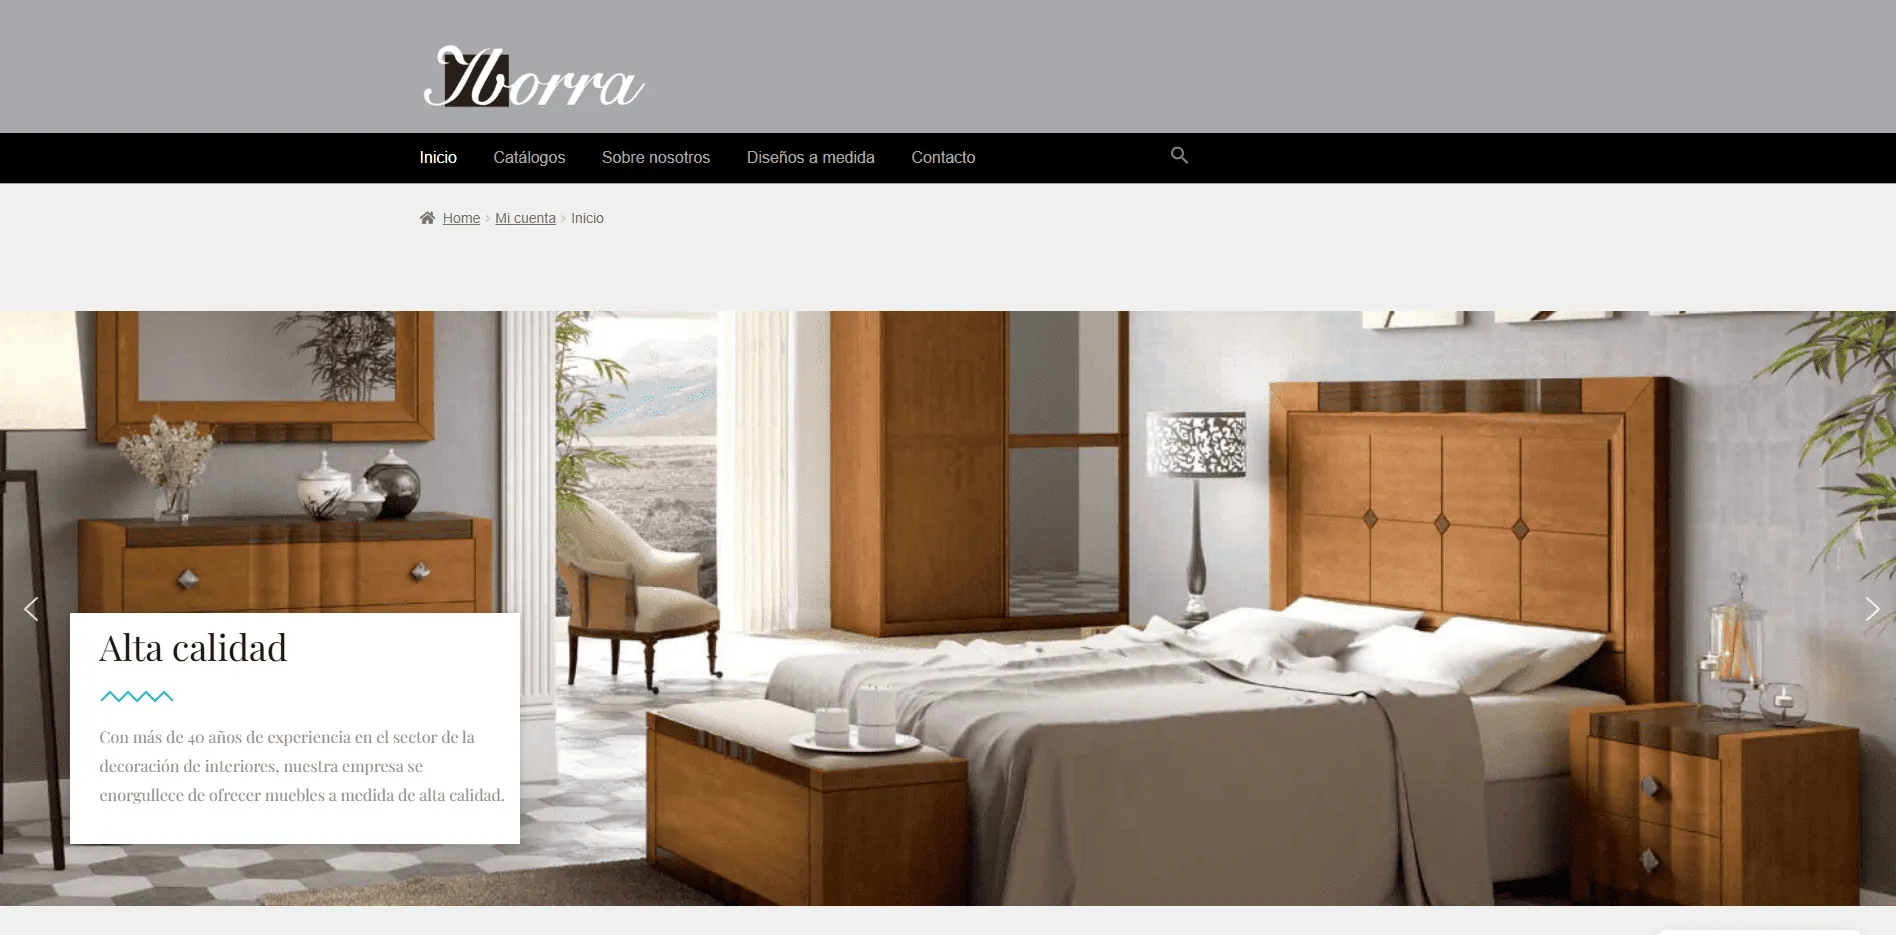 Iborra
Inicio Catálogos Sobre nosotros Diseños a medida Contacto
Home Mi cuenta Inicio
Alta calidad
Con más de 40 años de experiencia en el sector de la
decoración de interiores, nuestra empresa se
enorgullece de ofrecer muebles a medida de alta calidad.